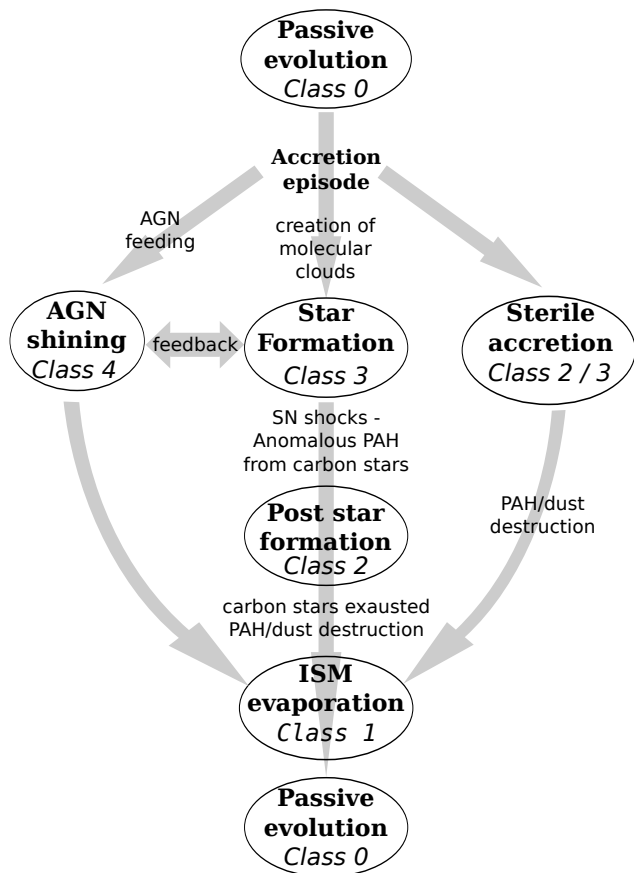 Passive
evolution
Class 0
Accretion
episode
AGN
feeding
creation of
molecular
clouds
AGN
shining
Class 4
feedback
Star
Formation
Class 3
Sterile
accretion
Class 2 / 3
SN shocks -
Anomalous PAH
from carbon stars
PAH/dust
destruction
Post star
formation
Class 2
carbon stars exausted
PAH/dust destruction
ISM
evaporation
Class 1
Passive
evolution
Class 0